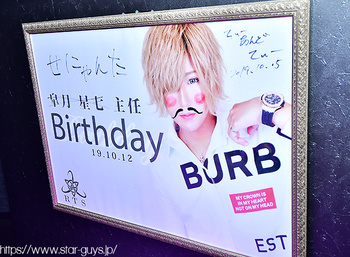 せにゃんた
皐月 星七 主任
Birthday
19.10.12
BURB
MY CROWN IS
IN MY HEART
NOT ON MY HEAD
EST
https://www.star-guys.jp/